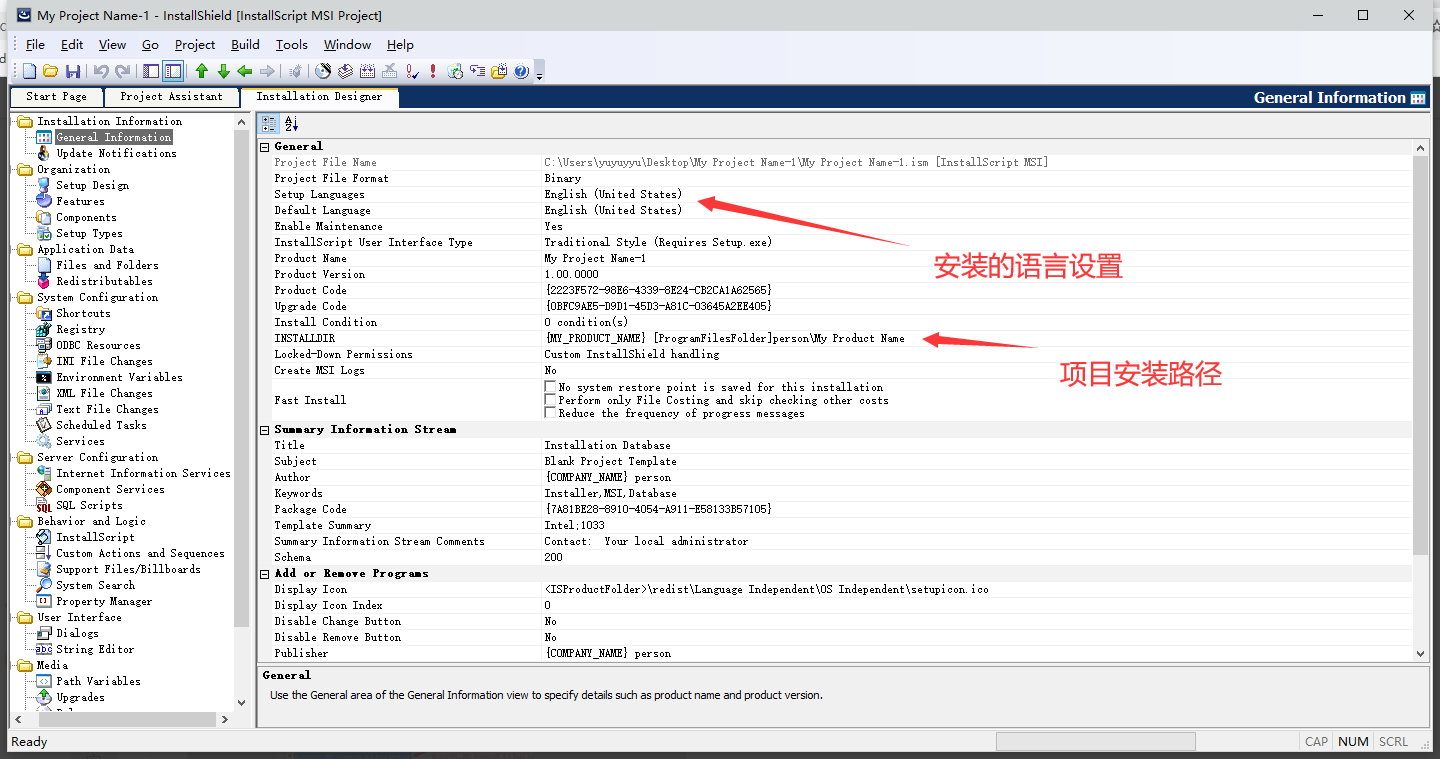 My Project Name-1 - InstallShield [InstallScript MSI Project]
File Edit View Go Project Build Tools Window Help
Start Page Project Assistant Installation Designer General Information
Installation Information
General Information
Update Notifications
Organization
Setup Design
Features
Components
Setup Types
Application Data
Files and Folders
Redistributables
System Configuration
Shortcuts
Registry
ODBC Resources
INI File Changes
Environment Variables
XML File Changes
Text File Changes
Scheduled Tasks
Services
Server Configuration
Internet Information Services
Component Services
SQL Scripts
Behavior and Logic
InstallScript
Custom Actions and Sequences
Support Files/Billboards
System Search
Property Manager
User Interface
Dialogs
String Editor
Media
Path Variables
Upgrades
General
Project File Name C:\Users\yuyuyyu\Desktop\My Project Name-1\My Project Name-1.ism [InstallScript MSI]
Project File Format Binary
Setup Languages English (United States)
Default Language English (United States)
Enable Maintenance Yes
InstallScript User Interface Type Traditional Style (Requires Setup.exe)
Product Name My Project Name-1
Product Version 1.00.0000
Product Code {2223F572-98E6-4339-8E24-CB2CA1A62565}
Upgrade Code {0BFC9AE5-D9D1-45D3-A81C-03645A2EE405}
Install Condition 0 condition(s)
INSTALLDIR {MY_PRODUCT_NAME} [ProgramFilesFolder]person\My Product Name
Locked-Down Permissions Custom InstallShield handling
Create MSI Logs No
Fast Install
No system restore point is saved for this installation
Perform only File Costing and skip checking other costs
Reduce the frequency of progress messages
安装的语言设置
项目安装路径
Summary Information Stream
Title Installation Database
Subject Blank Project Template
Author {COMPANY_NAME} person
Keywords Installer,MSI,Database
Package Code {7A81BE28-8910-4054-A911-E58133B57105}
Template Summary Intel;1033
Summary Information Stream Comments Contact: Your local administrator
Schema 200
Add or Remove Programs
Display Icon <ISProductFolder>\redist\Language Independent\OS Independent\setupicon.ico
Display Icon Index 0
Disable Change Button No
Disable Remove Button No
Publisher {COMPANY_NAME} person
General
Use the General area of the General Information view to specify details such as product name and product version.
Ready CAP NUM SCRL